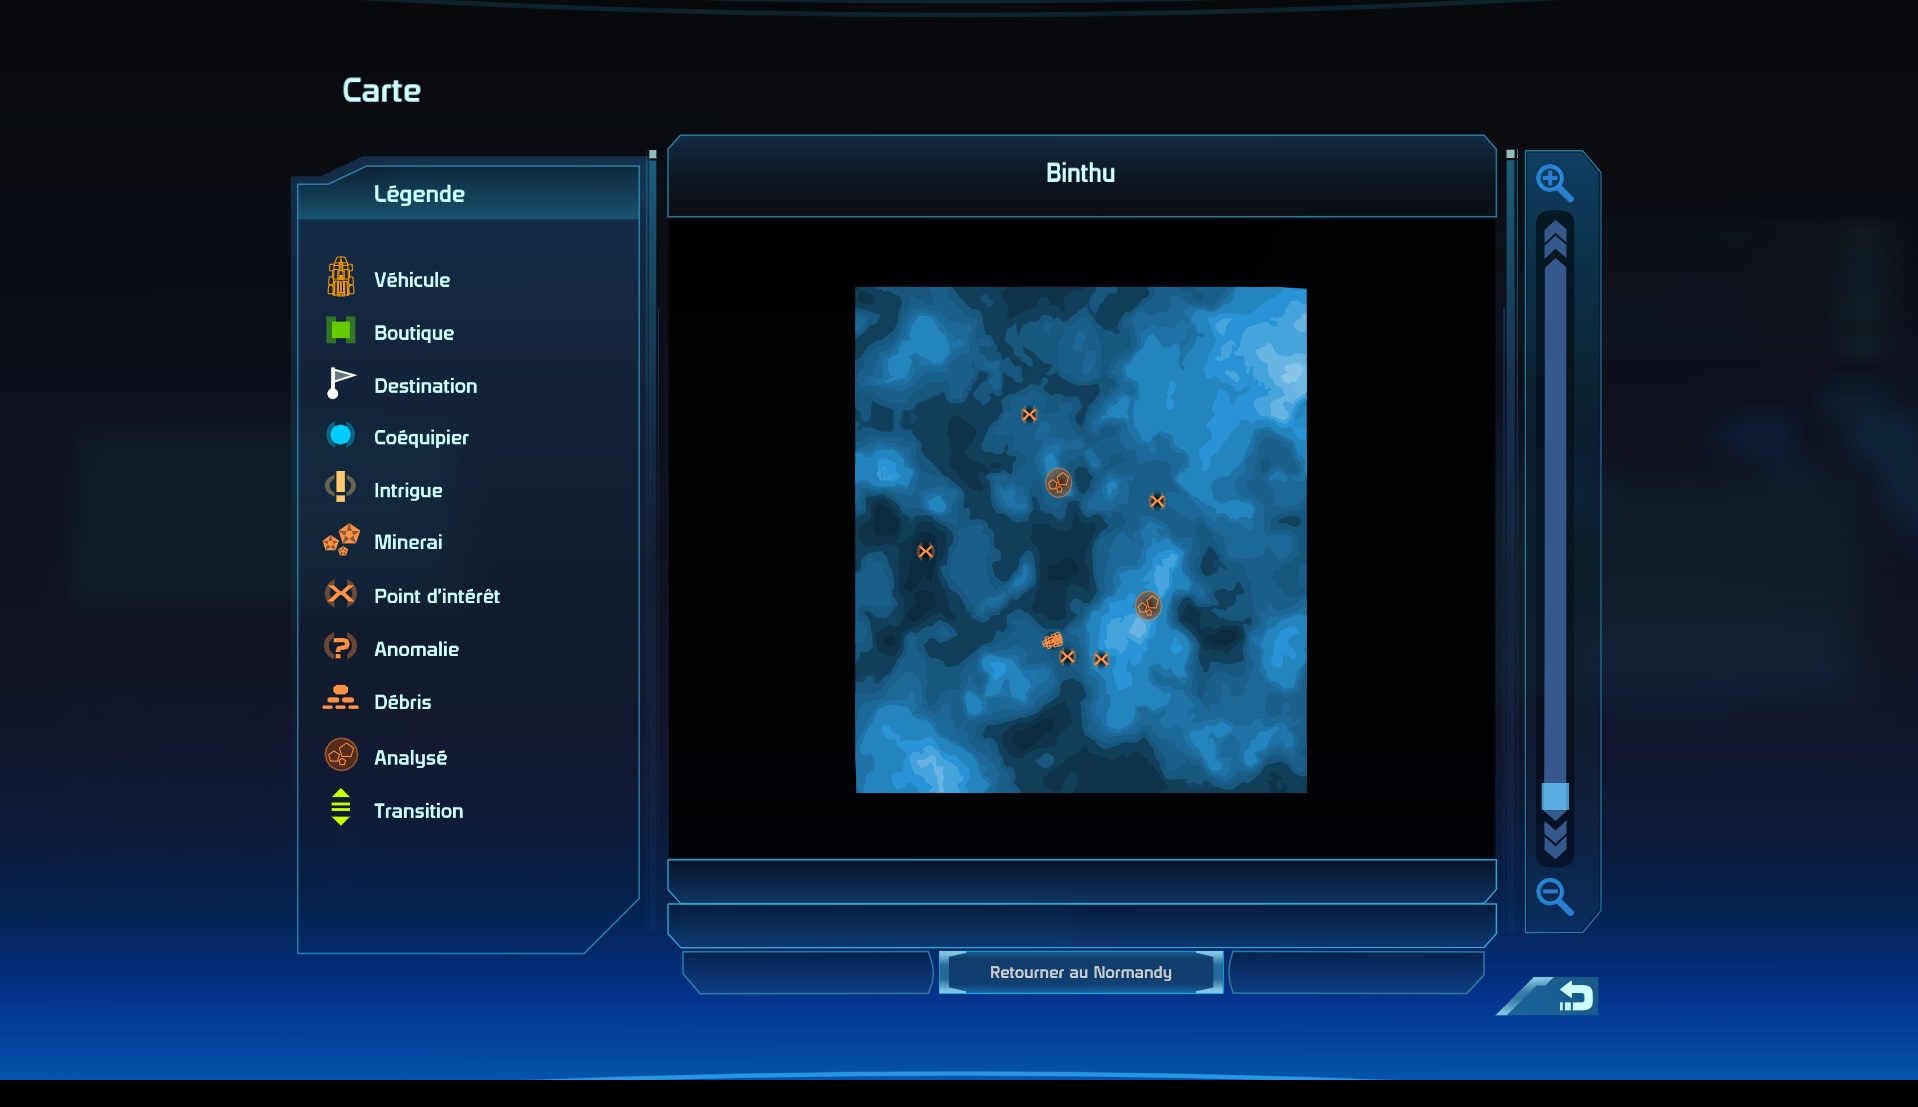 Carte
Légende
Véhicule
Boutique
Destination
Coéquipier
Intrigue
Minerai
Point d'intérêt
Anomalie
Débris
Analysé
Transition
Binthu
Retourner au Normandy